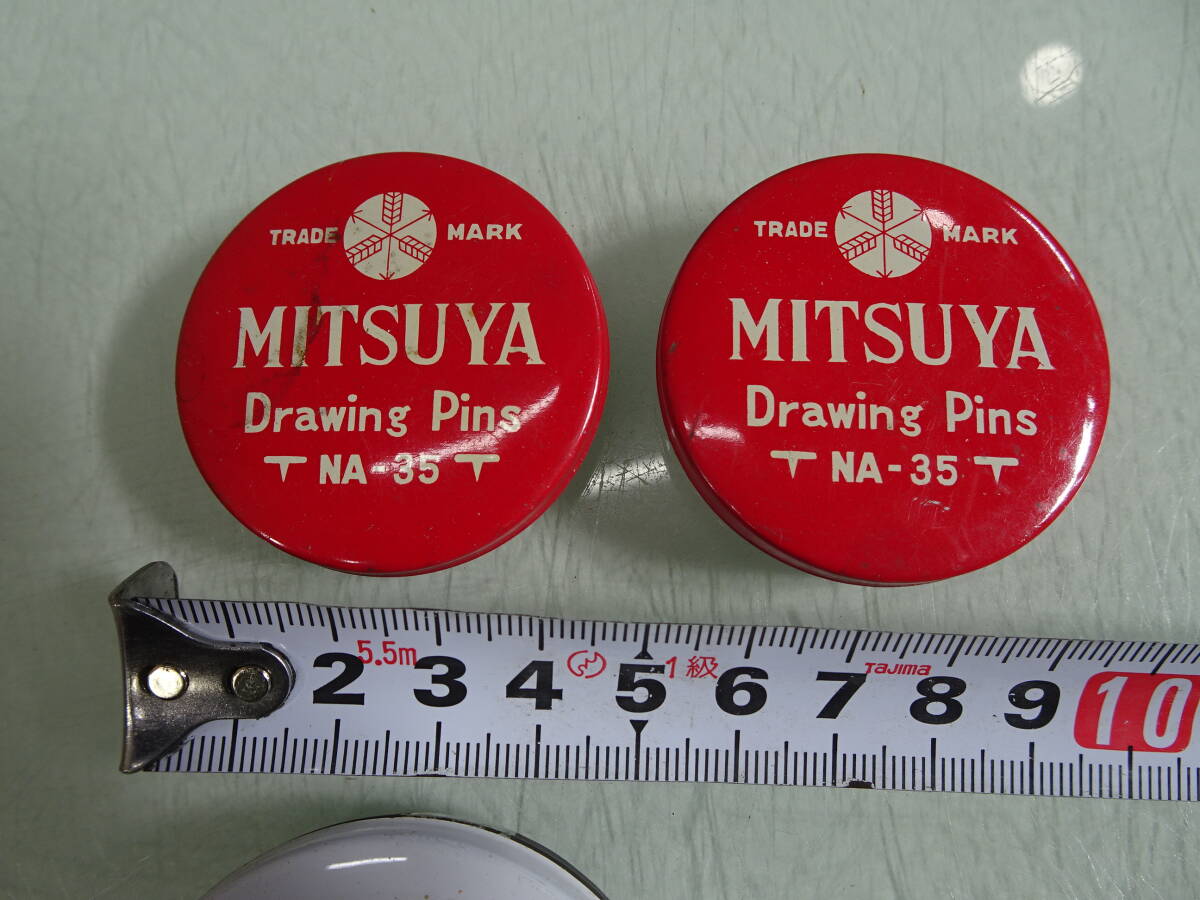 TRADE MARK
MITSUYA
Drawing Pins
NA-35
TRADE MARK
MITSUYA
Drawing Pins
NA-35
5.5m 1級 TaJima
2 3 4 5 6 7 8 9 10